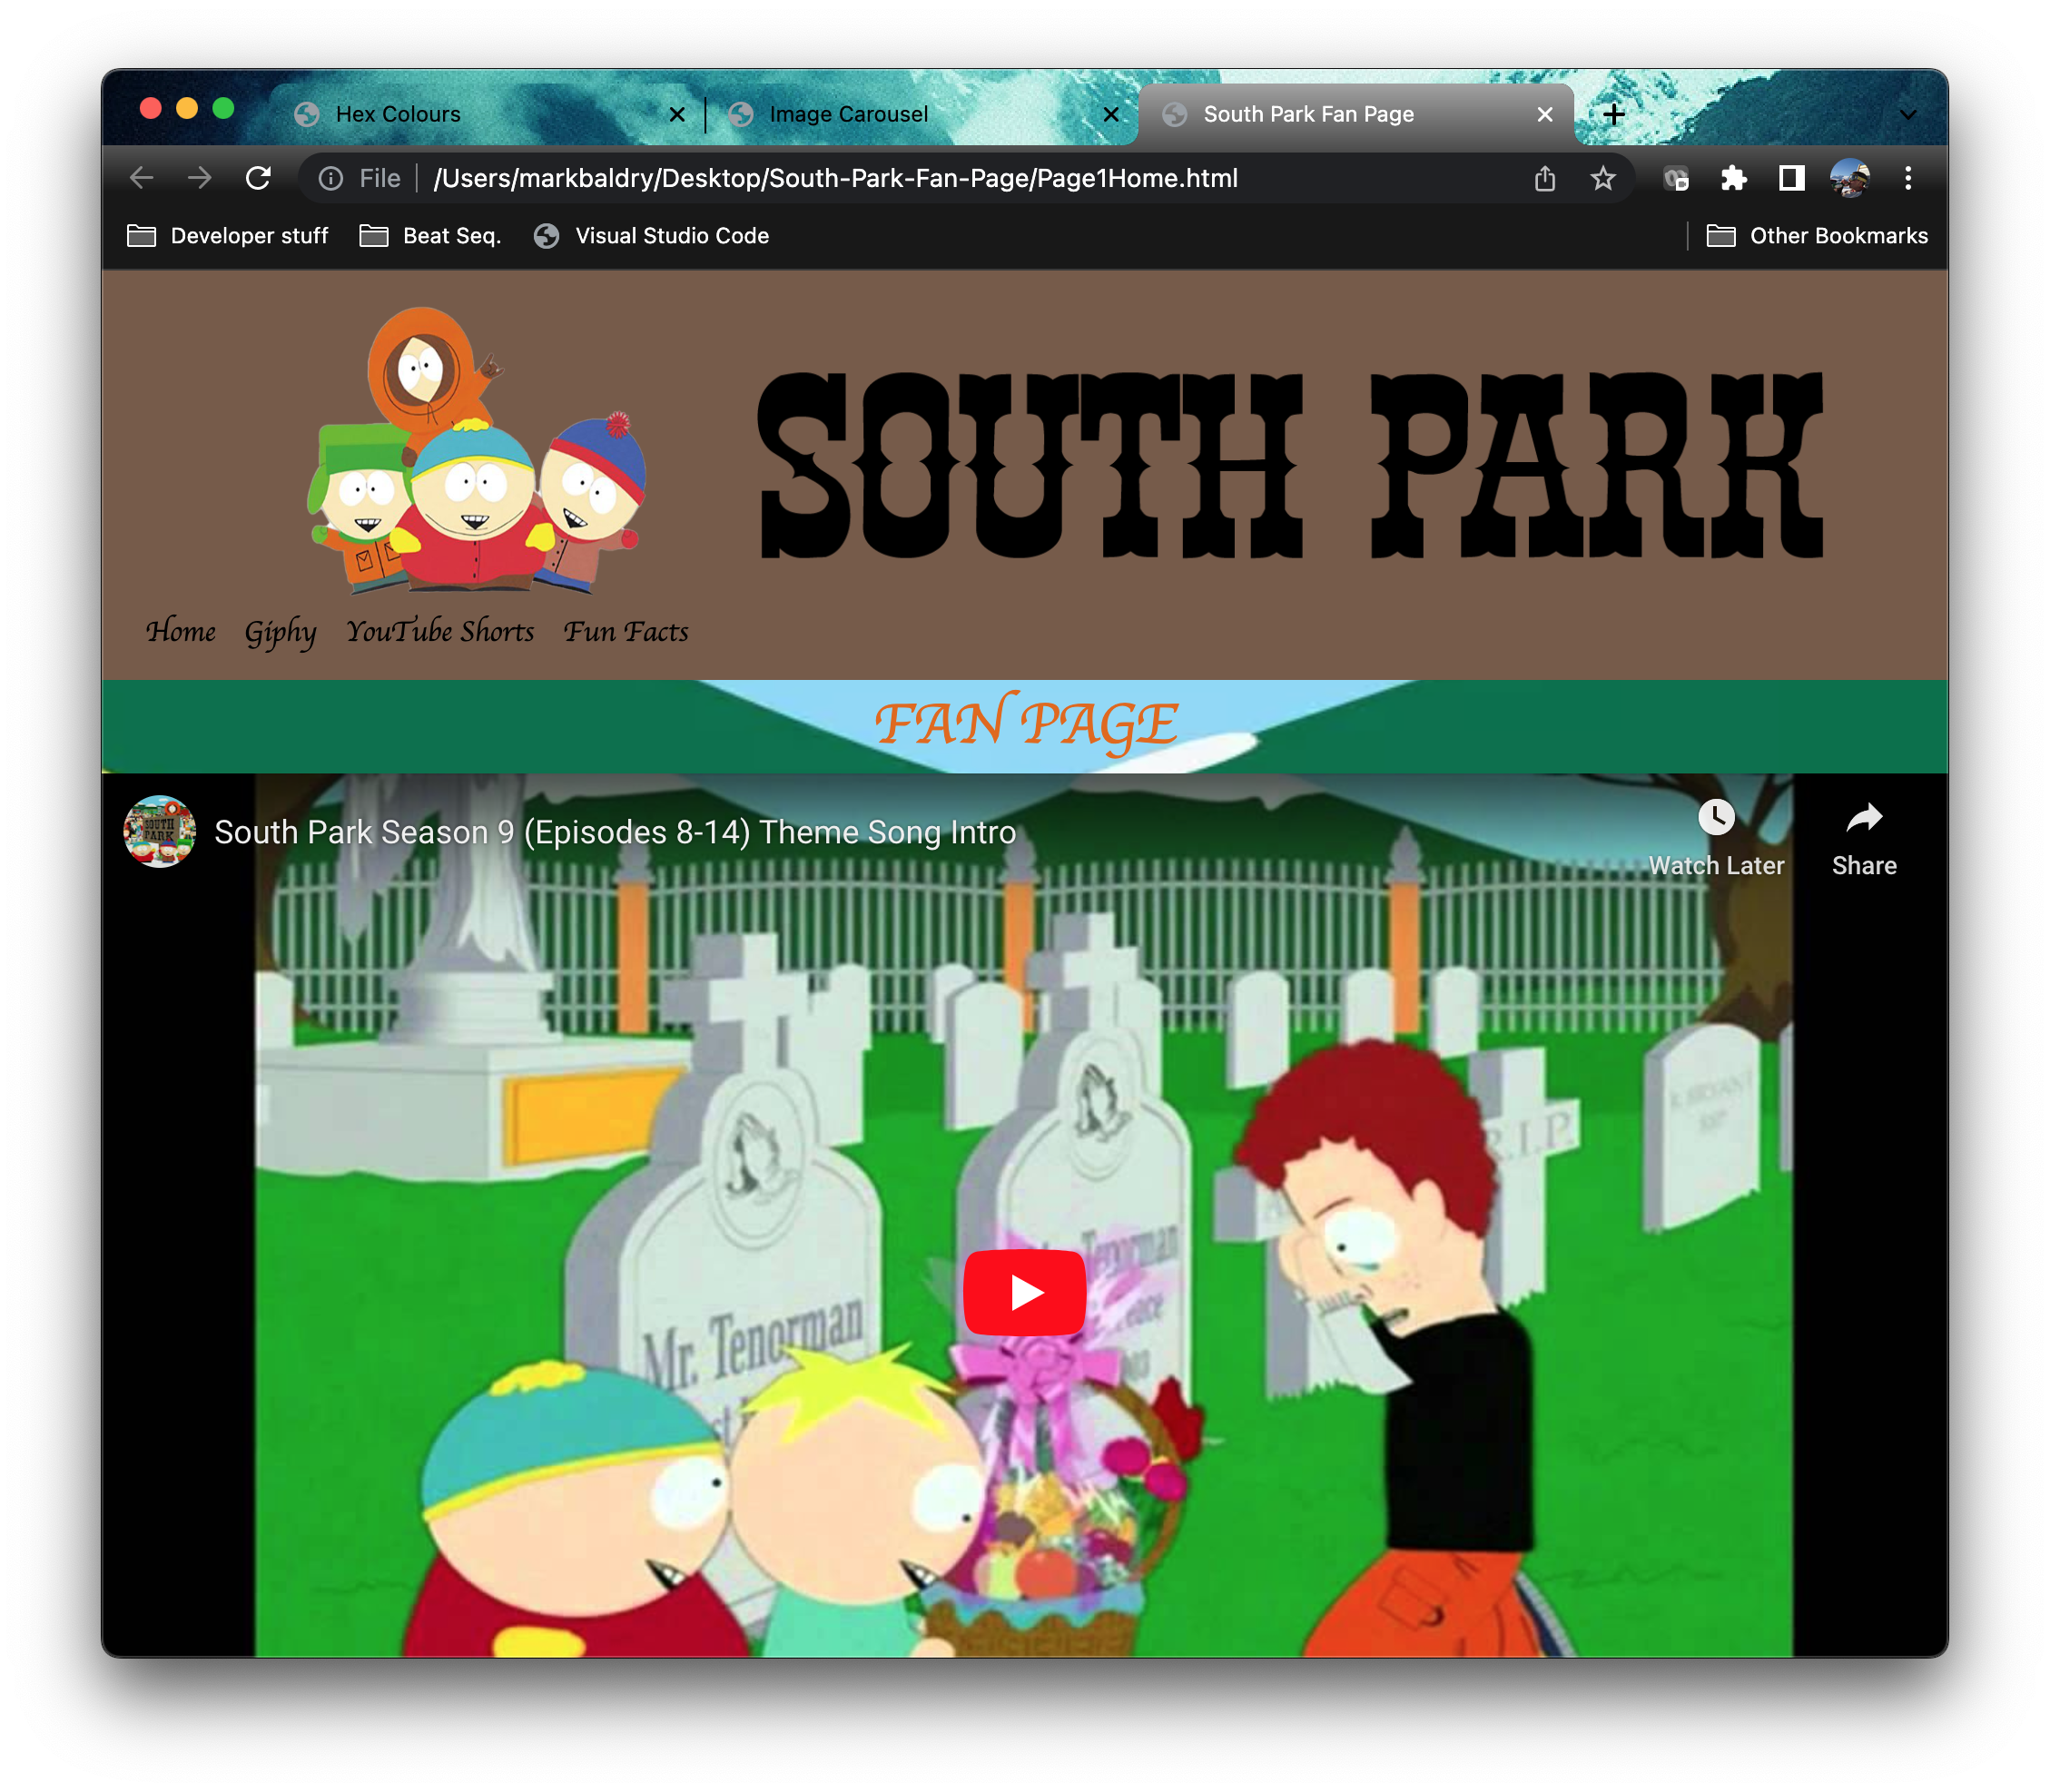 Hex Colours
Image Carousel
South Park Fan Page
File /Users/markbaldry/Desktop/South-Park-Fan-Page/Page1Home.html
Developer stuff
Beat Seq.
Visual Studio Code
Other Bookmarks
SOUTH PARK
Home Giphy YouTube Shorts Fun Facts
FAN PAGE
SOUTH PARK
South Park Season 9 (Episodes 8-14) Theme Song Intro
Watch Later
Share
R.I.P.
Tenorman
Mr. Tenorman